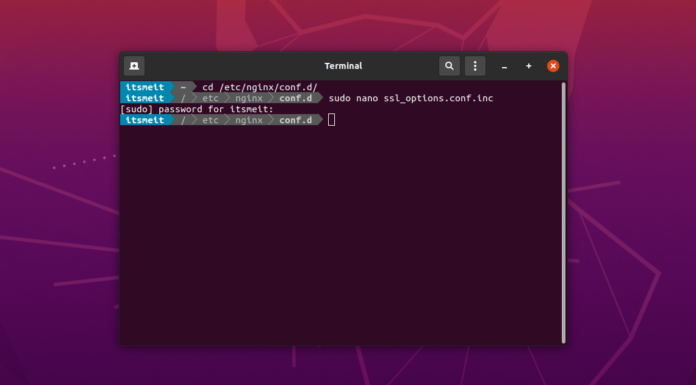 Terminal
itsmeit ~ cd /etc/nginx/conf.d/
itsmeit / etc nginx conf.d sudo nano ssl_options.conf.inc
[sudo] password for itsmeit:
itsmeit / etc nginx conf.d